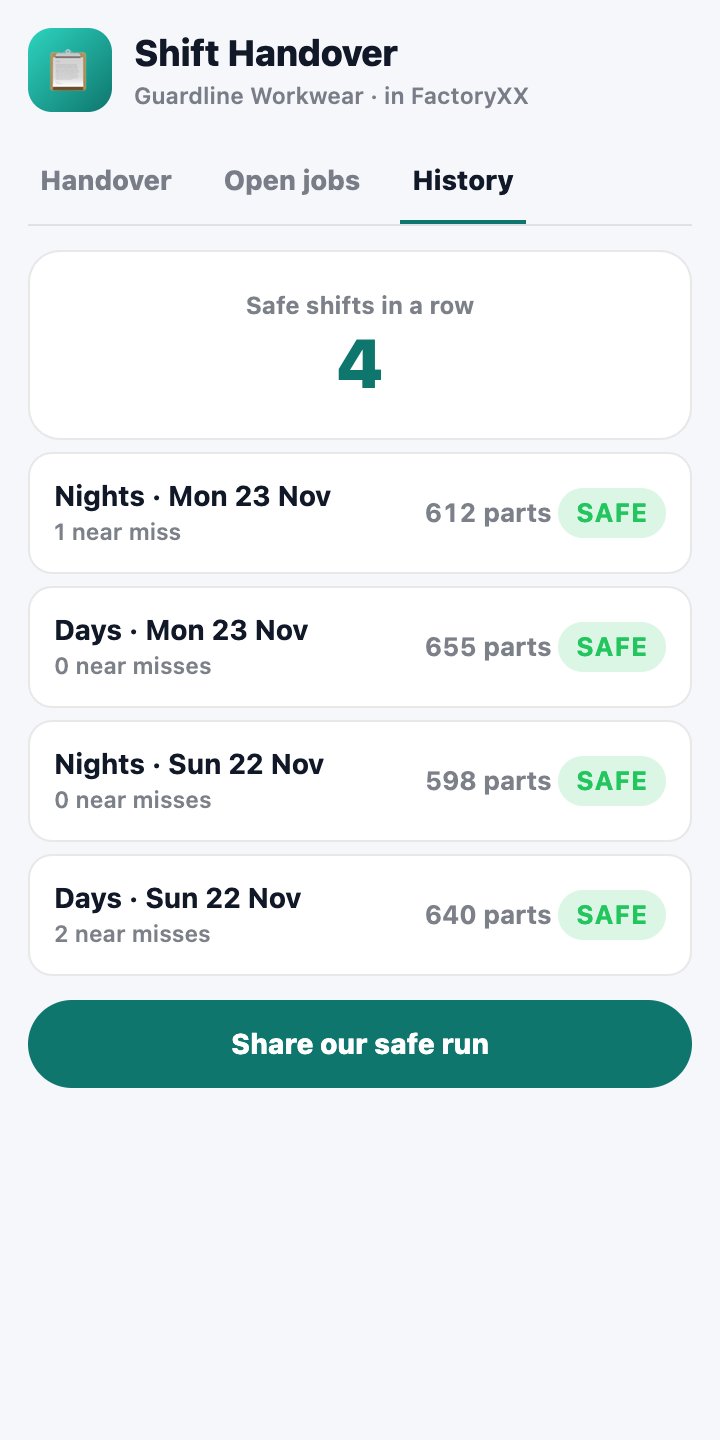 Shift Handover
Guardline Workwear · in FactoryXX
Handover Open jobs History
Safe shifts in a row
4
Nights · Mon 23 Nov
1 near miss
612 parts SAFE
Days · Mon 23 Nov
0 near misses
655 parts SAFE
Nights · Sun 22 Nov
0 near misses
598 parts SAFE
Days · Sun 22 Nov
2 near misses
640 parts SAFE
Share our safe run